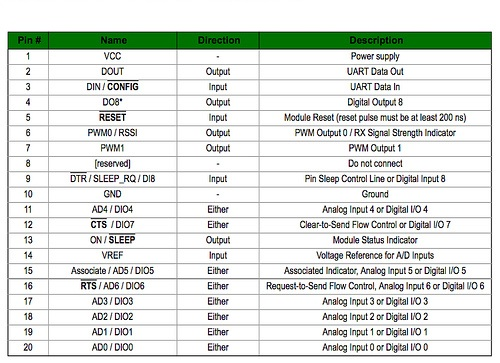 Pin # Name Direction Description
1 VCC - Power supply
2 DOUT Output UART Data Out
3 DIN / CONFIG Input UART Data In
4 DO8* Output Digital Output 8
5 RESET Input Module Reset (reset pulse must be at least 200 ns)
6 PWM0 / RSSI Output PWM Output 0 / RX Signal Strength Indicator
7 PWM1 Output PWM Output 1
8 [reserved] - Do not connect
9 DTR / SLEEP_RQ / DI8 Input Pin Sleep Control Line or Digital Input 8
10 GND - Ground
11 AD4 / DIO4 Either Analog Input 4 or Digital I/O 4
12 CTS / DIO7 Either Clear-to-Send Flow Control or Digital I/O 7
13 ON / SLEEP Output Module Status Indicator
14 VREF Input Voltage Reference for A/D Inputs
15 Associate / AD5 / DIO5 Either Associated Indicator, Analog Input 5 or Digital I/O 5
16 RTS / AD6 / DIO6 Either Request-to-Send Flow Control, Analog Input 6 or Digital I/O 6
17 AD3 / DIO3 Either Analog Input 3 or Digital I/O 3
18 AD2 / DIO2 Either Analog Input 2 or Digital I/O 2
19 AD1 / DIO1 Either Analog Input 1 or Digital I/O 1
20 AD0 / DIO0 Either Analog Input 0 or Digital I/O 0